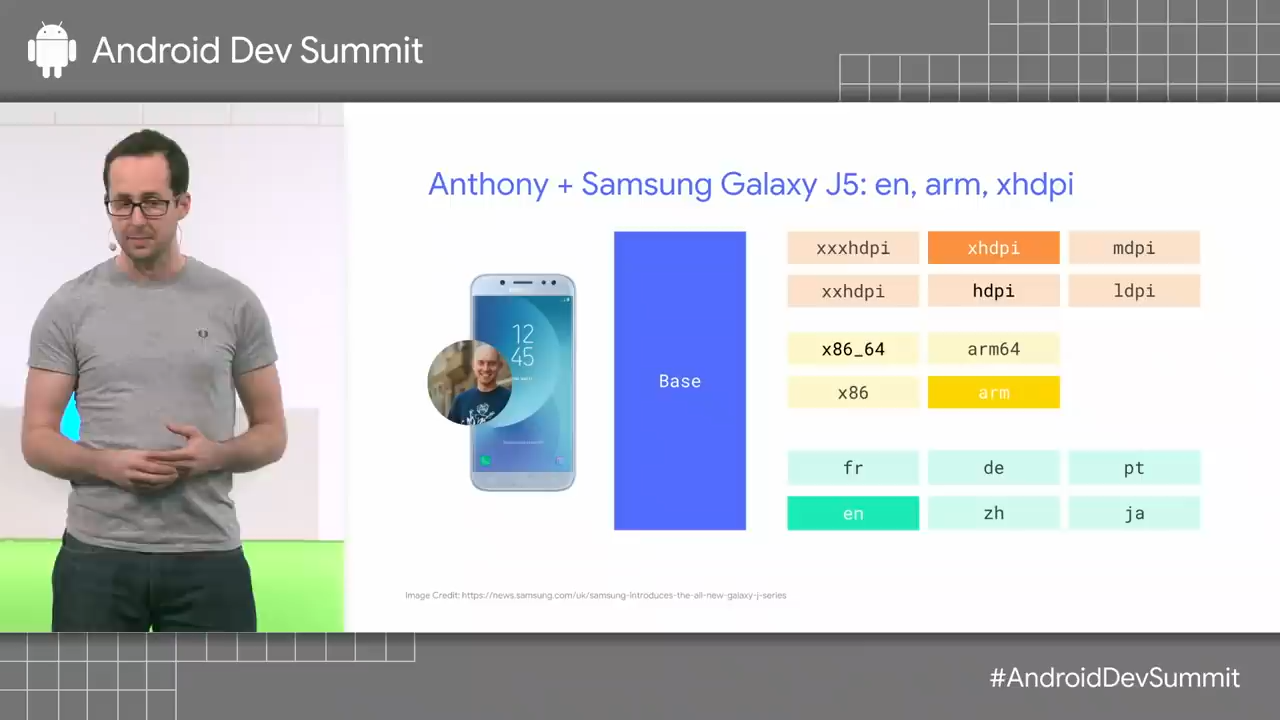 Android Dev Summit
Anthony + Samsung Galaxy J5: en, arm, xhdpi
xxxhdpi xhdpi mdpi
xxhdpi hdpi ldpi
12
45
x86_64 arm64
Base
x86 arm
fr de pt
en zh ja
Image Credit: https://news.samsung.com/uk/samsung-introduces-the-all-new-galaxy-j-series
#AndroidDevSummit